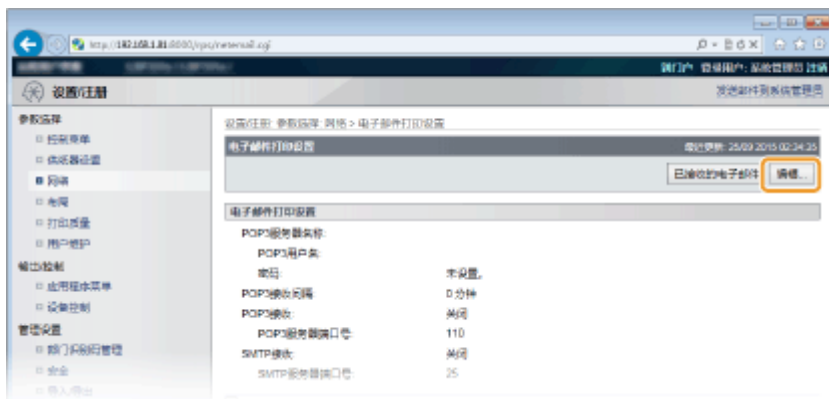 http://192.168.1.81:8000/rps/netemail.cgi
到门户 登录用户: 系统管理员 注销
设置/注册
发送邮件到系统管理员
参数选择
设置/注册: 参数选择: 网络 > 电子邮件打印设置
控制菜单
供纸器设置
网络
布局
打印质量
用户维护
电子邮件打印设置
最近更新: 25/09 2015 02:34:35
已接收的电子邮件
编辑...
电子邮件打印设置
POP3服务器名称:
POP3用户名:
密码: 未设置。
POP3接收间隔 0 分钟
POP3接收: 关闭
POP3服务器端口号: 110
SMTP接收: 关闭
SMTP服务器端口号: 25
输出/控制
应用程序菜单
设备控制
管理设置
部门识别码管理
安全
导入/导出